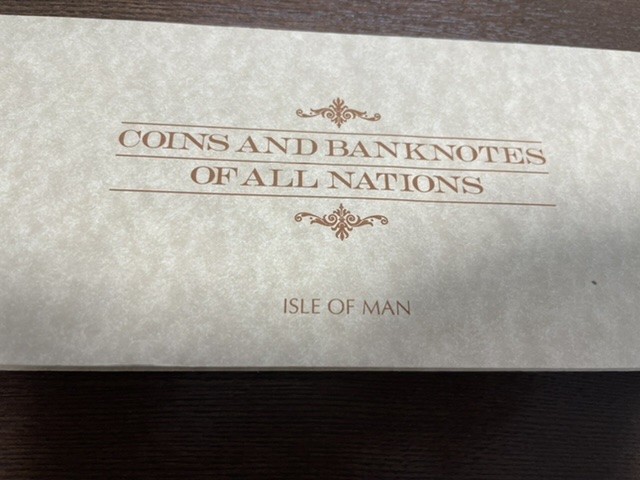 COINS AND BANKNOTES
OF ALL NATIONS
ISLE OF MAN